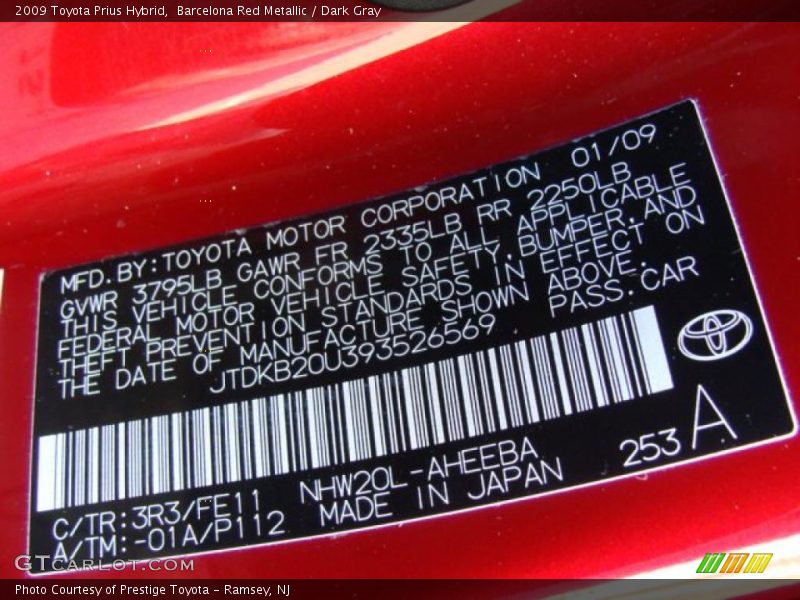 2009 Toyota Prius Hybrid,  Barcelona Red Metallic / Dark Gray
MFD.BY:TOYOTA MOTOR CORPORATION 01/09
GVWR 3795LB GAWR FR 2335LB RR 2250LB
THIS VEHICLE CONFORMS TO ALL APPLICABLE
FEDERAL MOTOR VEHICLE SAFETY,BUMPER,AND
THEFT PREVENTION STANDARDS IN EFFECT ON
THE DATE OF MANUFACTURE SHOWN ABOVE.
JTDKB20U393526569 PASS.CAR
C/TR:3R3/FE11 NHW20L-AHEEBA 253 A
A/TM:-01A/P112 MADE IN JAPAN
GTCarLot.com
Photo Courtesy of Prestige Toyota - Ramsey, NJ